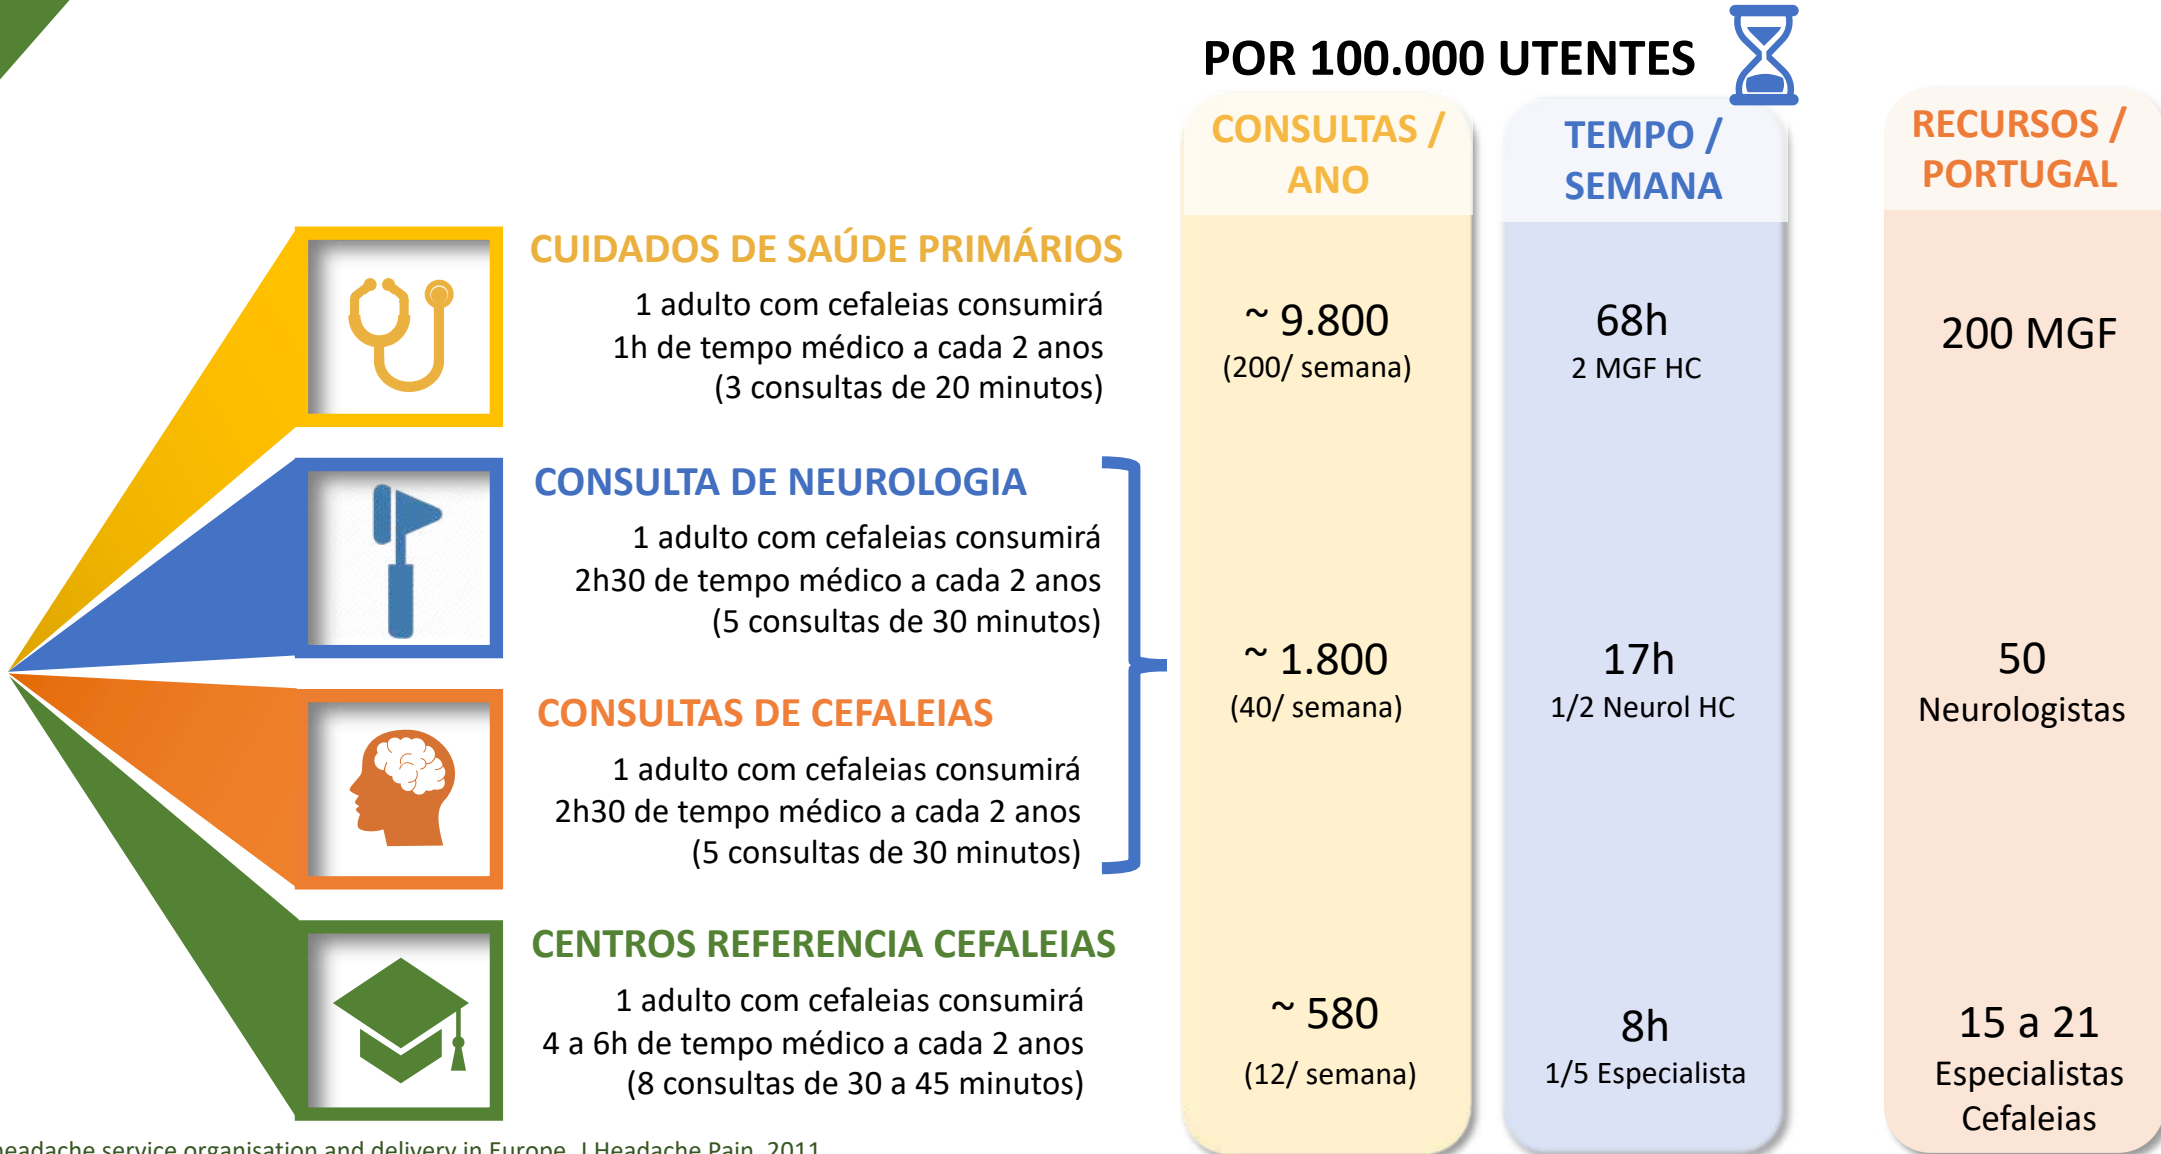 POR 100.000 UTENTES
CONSULTAS /
ANO
TEMPO /
SEMANA
RECURSOS /
PORTUGAL
CUIDADOS DE SAÚDE PRIMÁRIOS
1 adulto com cefaleias consumirá
1h de tempo médico a cada 2 anos
(3 consultas de 20 minutos)
~ 9.800
(200/ semana)
68h
2 MGF HC
200 MGF
CONSULTA DE NEUROLOGIA
1 adulto com cefaleias consumirá
2h30 de tempo médico a cada 2 anos
(5 consultas de 30 minutos)
CONSULTAS DE CEFALEIAS
1 adulto com cefaleias consumirá
2h30 de tempo médico a cada 2 anos
(5 consultas de 30 minutos)
~ 1.800
(40/ semana)
17h
1/2 Neurol HC
50
Neurologistas
CENTROS REFERENCIA CEFALEIAS
1 adulto com cefaleias consumirá
4 a 6h de tempo médico a cada 2 anos
(8 consultas de 30 a 45 minutos)
~ 580
(12/ semana)
8h
1/5 Especialista
15 a 21
Especialistas
Cefaleias
headache service organisation and delivery in Europe. J Headache Pain. 2011